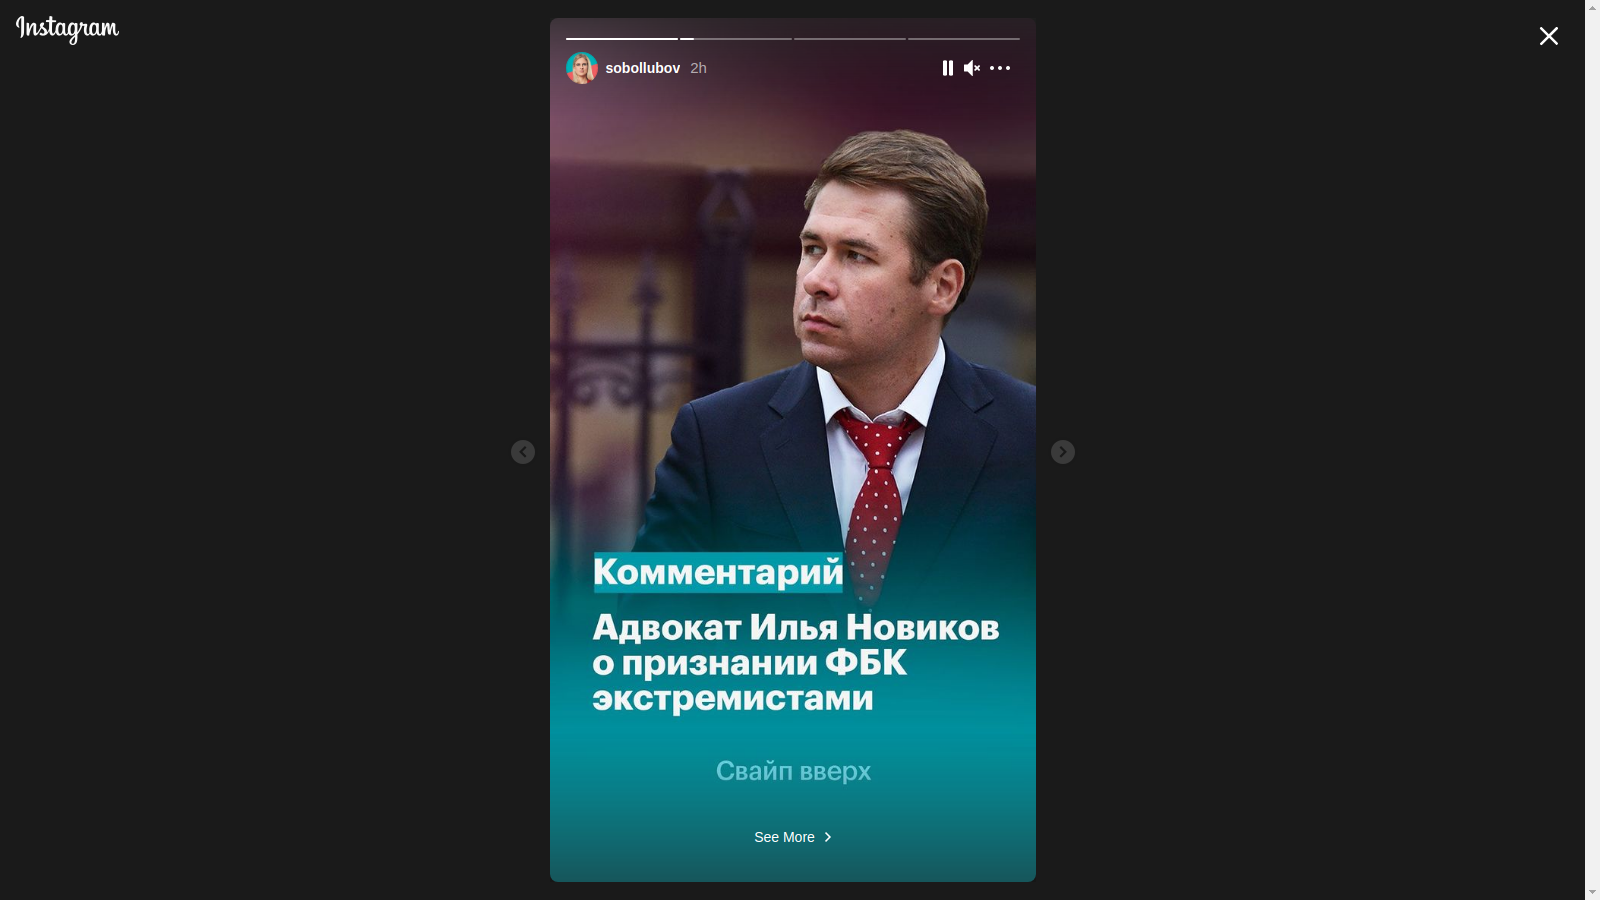 Instagram
sobollubov 2h
Комментарий
Адвокат Илья Новиков
о признании ФБК
экстремистами
Свайп вверх
See More